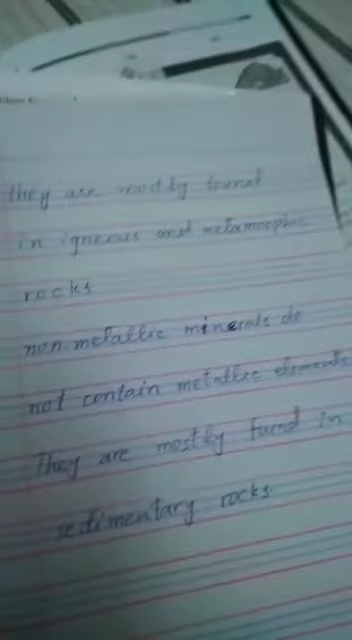 they are mostly found
in igneous and metamorphic
rocks
non-metallic minerals do
not contain metallic elements
They are mostly found in
sedimentary rocks.